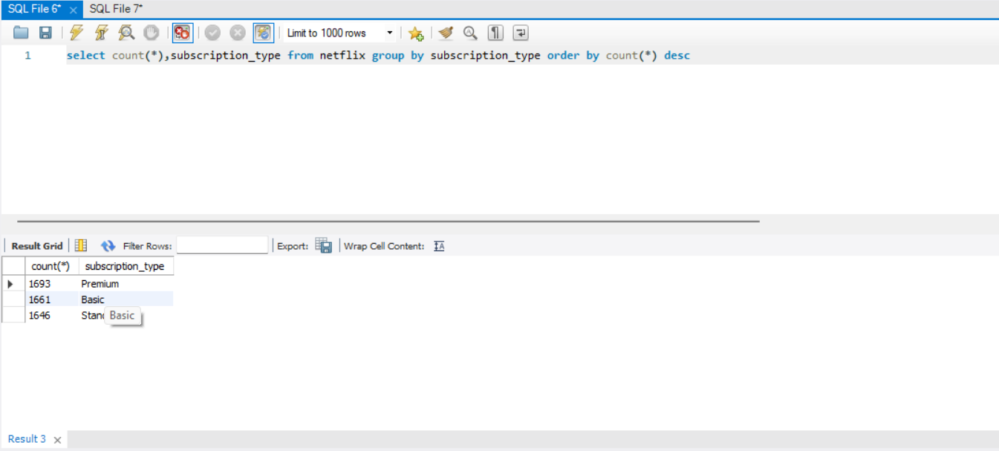 SQL File 6* SQL File 7*
Limit to 1000 rows
1 select count(*),subscription_type from netflix group by subscription_type order by count(*) desc
Result Grid Filter Rows: Export: Wrap Cell Content: IA
count(*) subscription_type
1693 Premium
1661 Basic
1646 Basic
Result 3